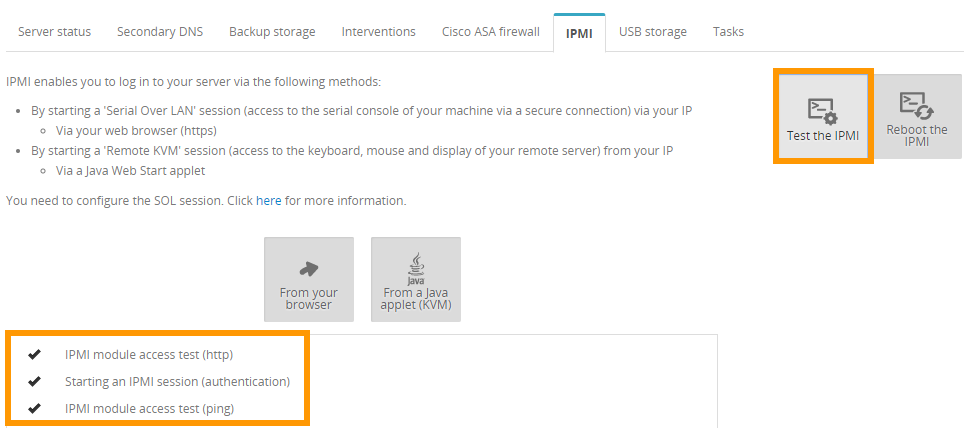 Server status Secondary DNS Backup storage Interventions Cisco ASA firewall IPMI USB storage Tasks
IPMI enables you to log in to your server via the following methods:
By starting a 'Serial Over LAN' session (access to the serial console of your machine via a secure connection) via your IP
Via your web browser (https)
By starting a 'Remote KVM' session (access to the keyboard, mouse and display of your remote server) from your IP
Via a Java Web Start applet
You need to configure the SOL session. Click here for more information.
Test the IPMI
Reboot the
IPMI
From your
browser
Java
From a Java
applet (KVM)
IPMI module access test (http)
Starting an IPMI session (authentication)
IPMI module access test (ping)